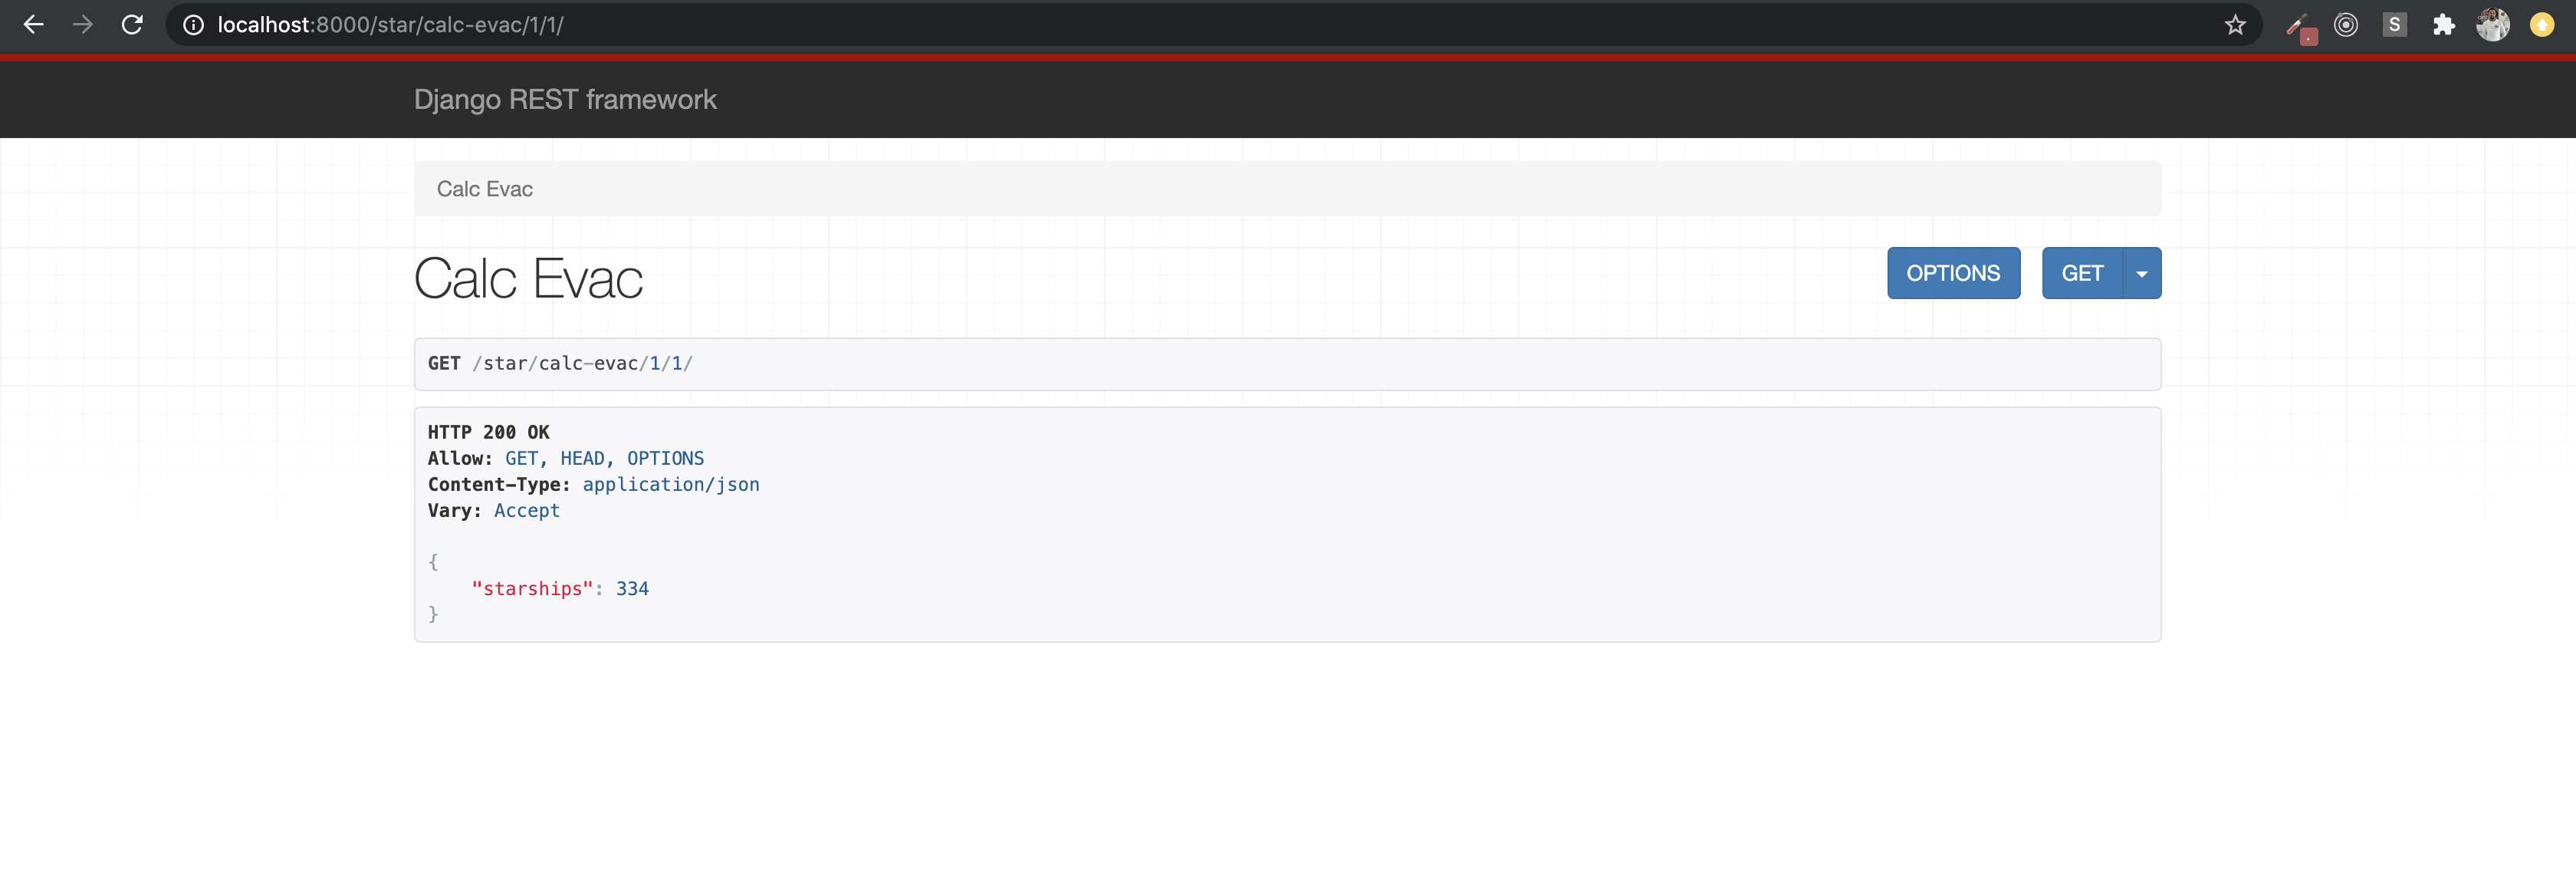 localhost:8000/star/calc-evac/1/1/
S
Django REST framework
Calc Evac
Calc Evac
OPTIONS
GET
GET /star/calc-evac/1/1/
HTTP 200 OK
Allow: GET, HEAD, OPTIONS
Content-Type: application/json
Vary: Accept
{
"starships": 334
}